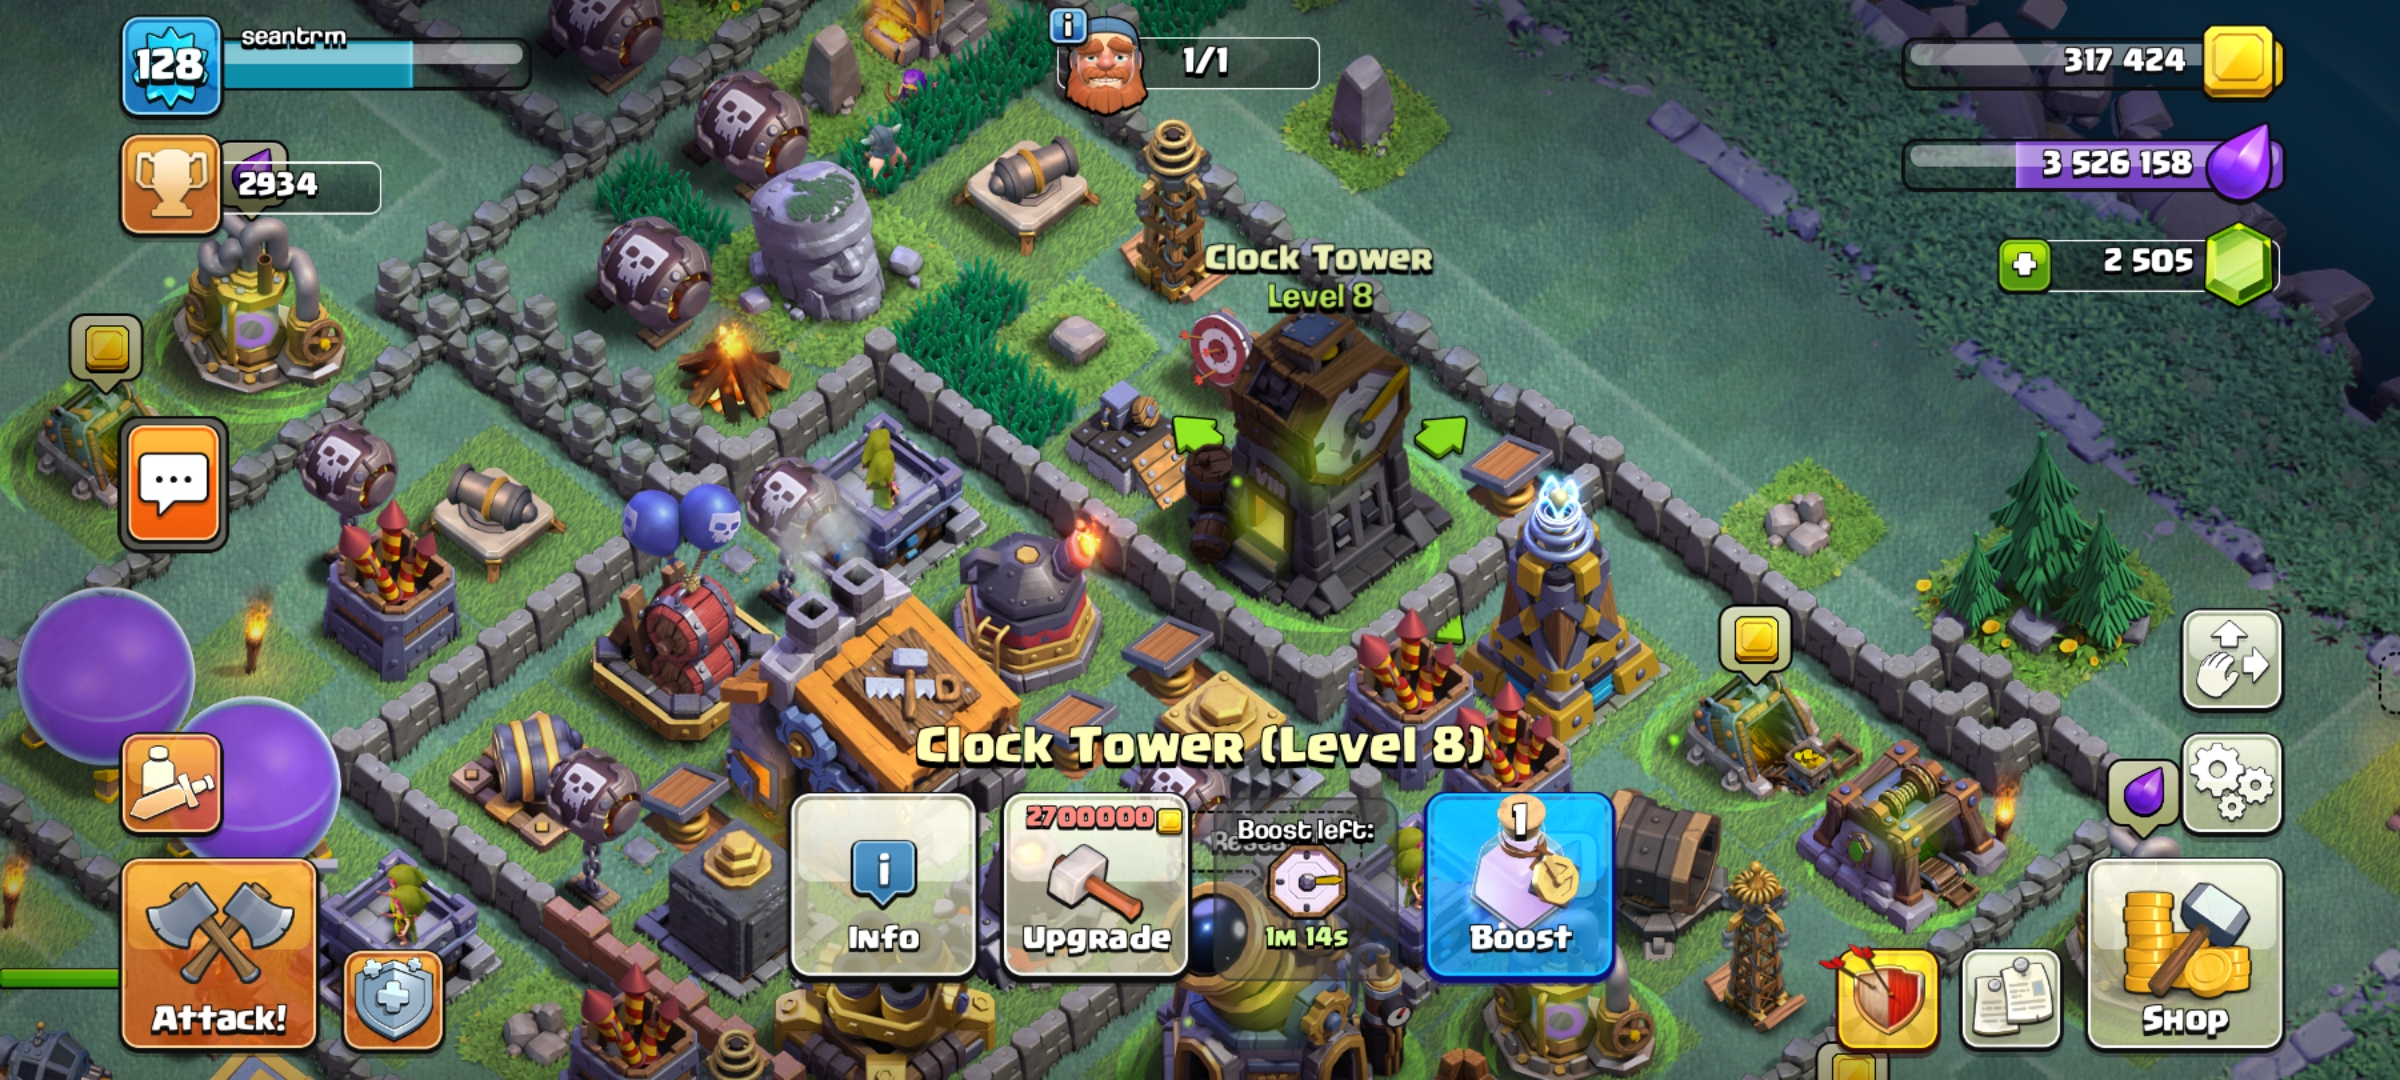 128
seantrm
1/1
317 424
2934
3 526 158
2 505
Clock Tower
Level 8
VIII
Clock Tower (Level 8)
2700000
Boost left:
1
Info
Upgrade
1M 14s
Boost
Attack!
Shop